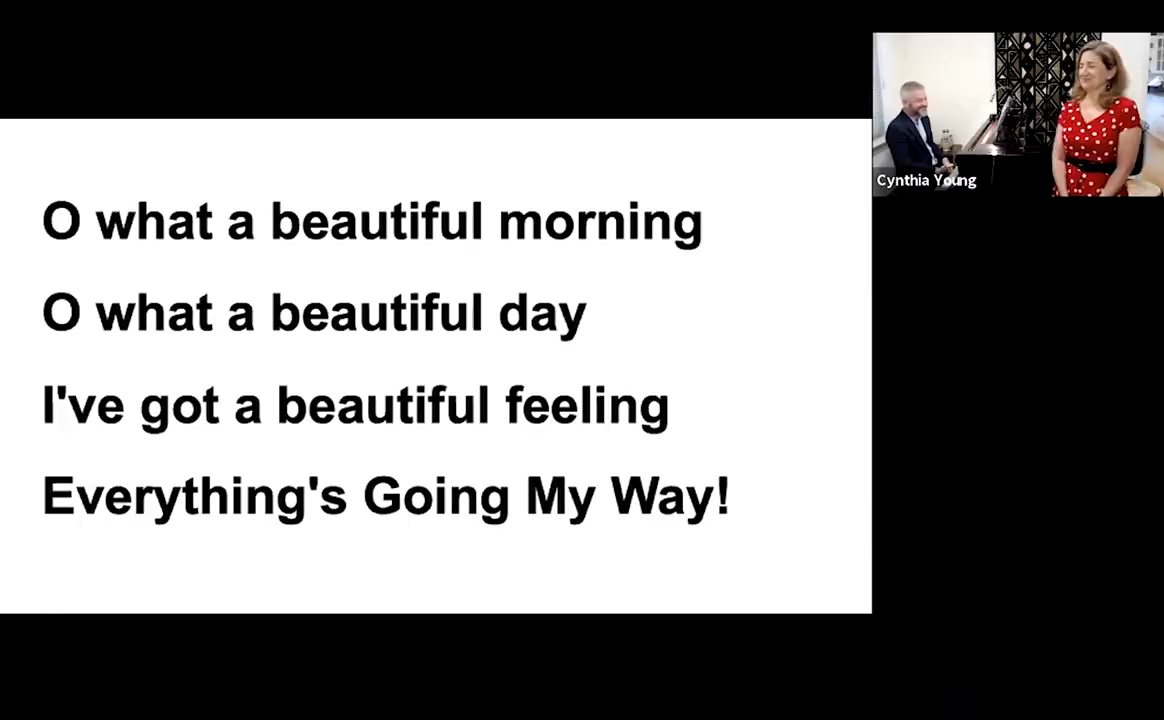 O what a beautiful morning
O what a beautiful day
I've got a beautiful feeling
Everything's Going My Way!
Cynthia Young